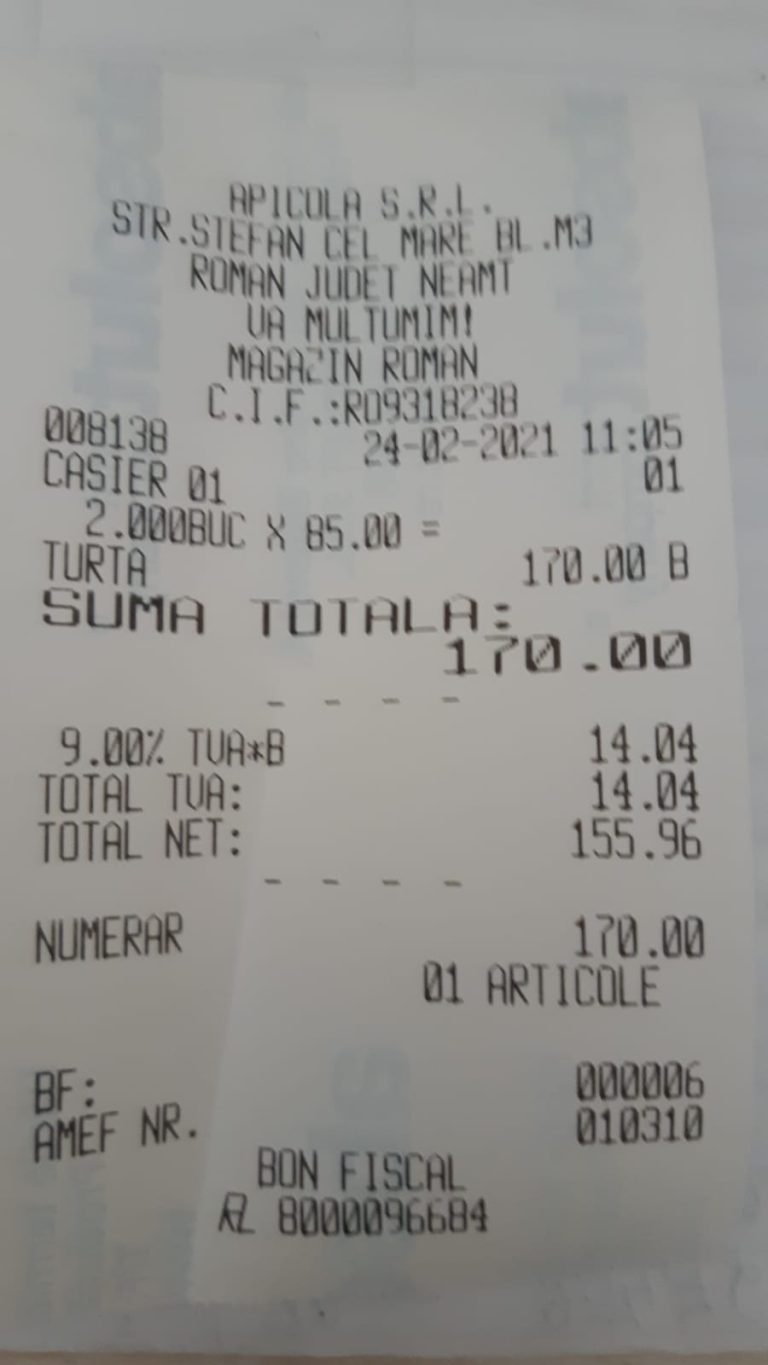 APICOLA S.R.L.
STR.STEFAN CEL MARE BL.M3
ROMAN JUDET NEAMT
VA MULTUMIM!
MAGAZIN ROMAN
C.I.F.:RO9318238
008138 24-02-2021 11:05
CASIER 01 01
2.000BUC X 85.00 =
TURTA 170.00 B
SUMA TOTALA:
170.00
- - - -
9.00% TVA*B 14.04
TOTAL TVA: 14.04
TOTAL NET: 155.96
- - - -
NUMERAR 170.00
01 ARTICOLE
BF: 000006
AMEF NR. 010310
BON FISCAL
8000096684